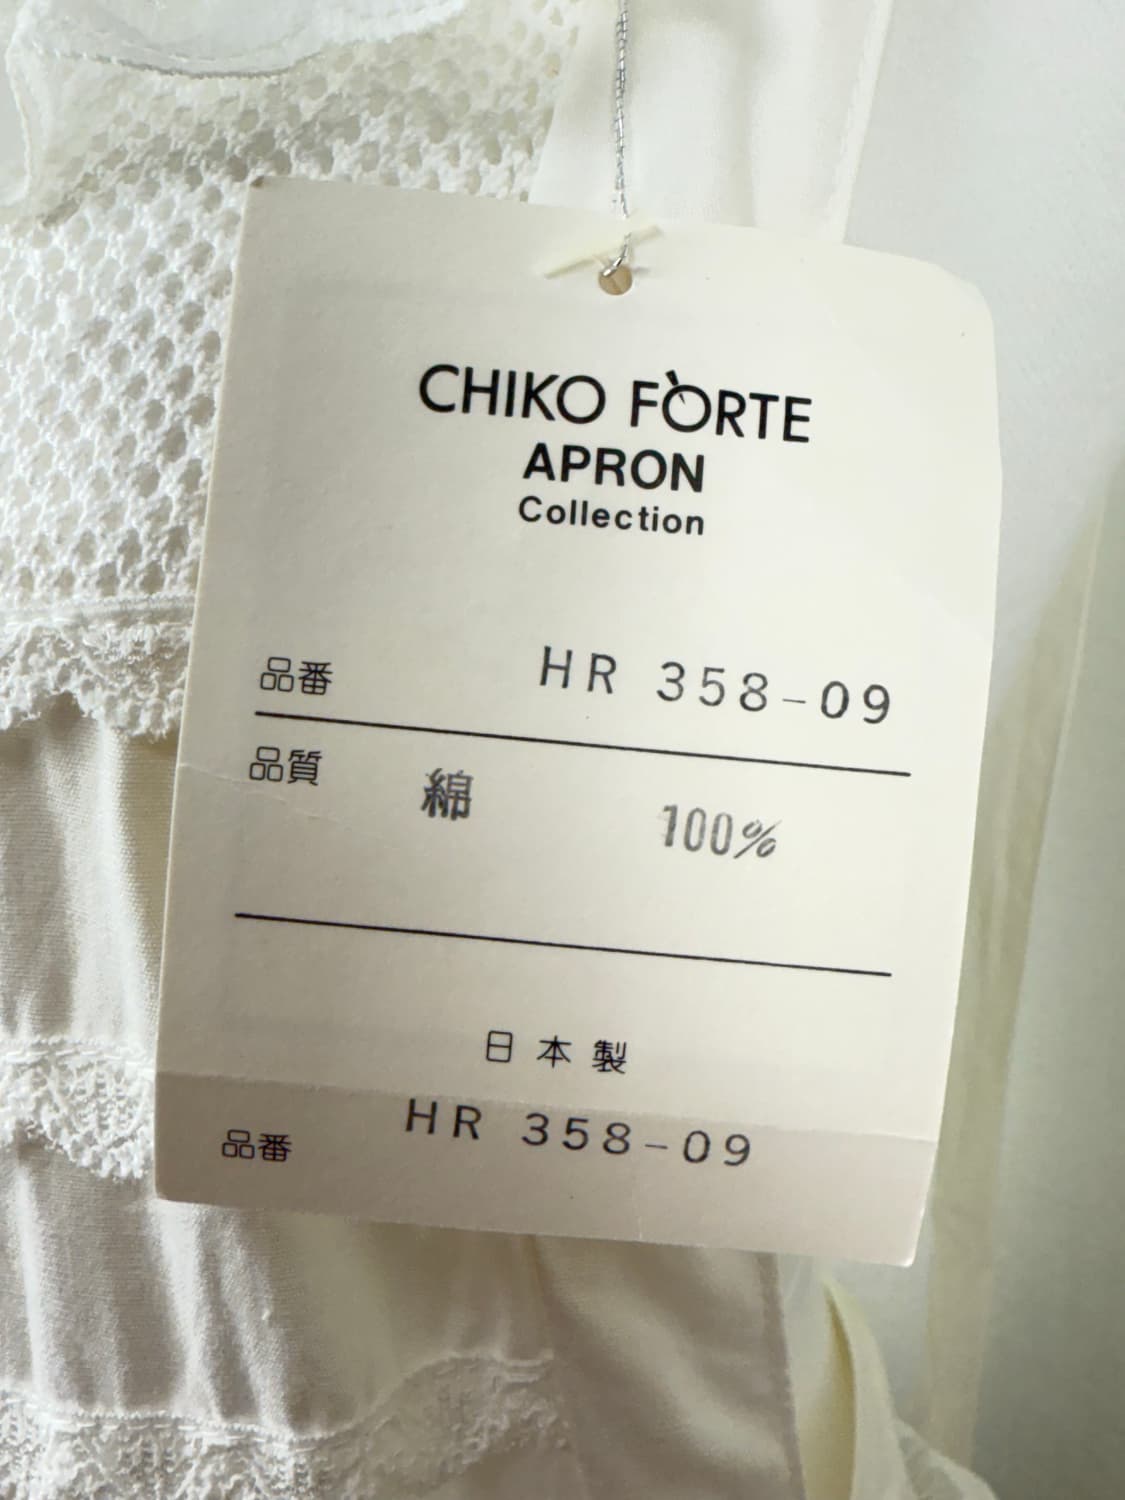 CHIKO FÒRTE
APRON
Collection
品番 HR 358-09
品質 綿 100%
日本製
品番 HR 358-09